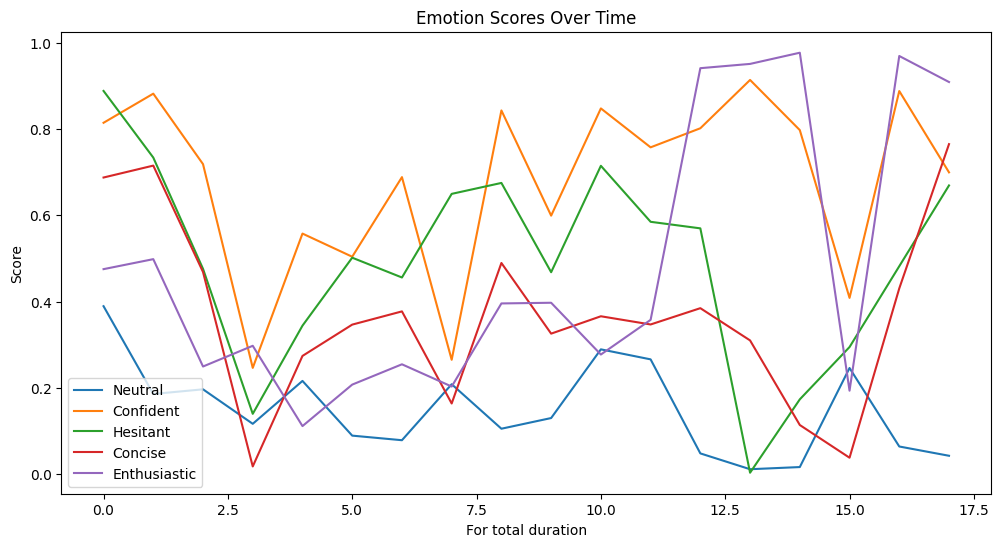 Emotion Scores Over Time
1.0
0.8
0.6
0.4
0.2
0.0
Score
Neutral
Confident
Hesitant
Concise
Enthusiastic
0.0 2.5 5.0 7.5 10.0 12.5 15.0 17.5
For total duration